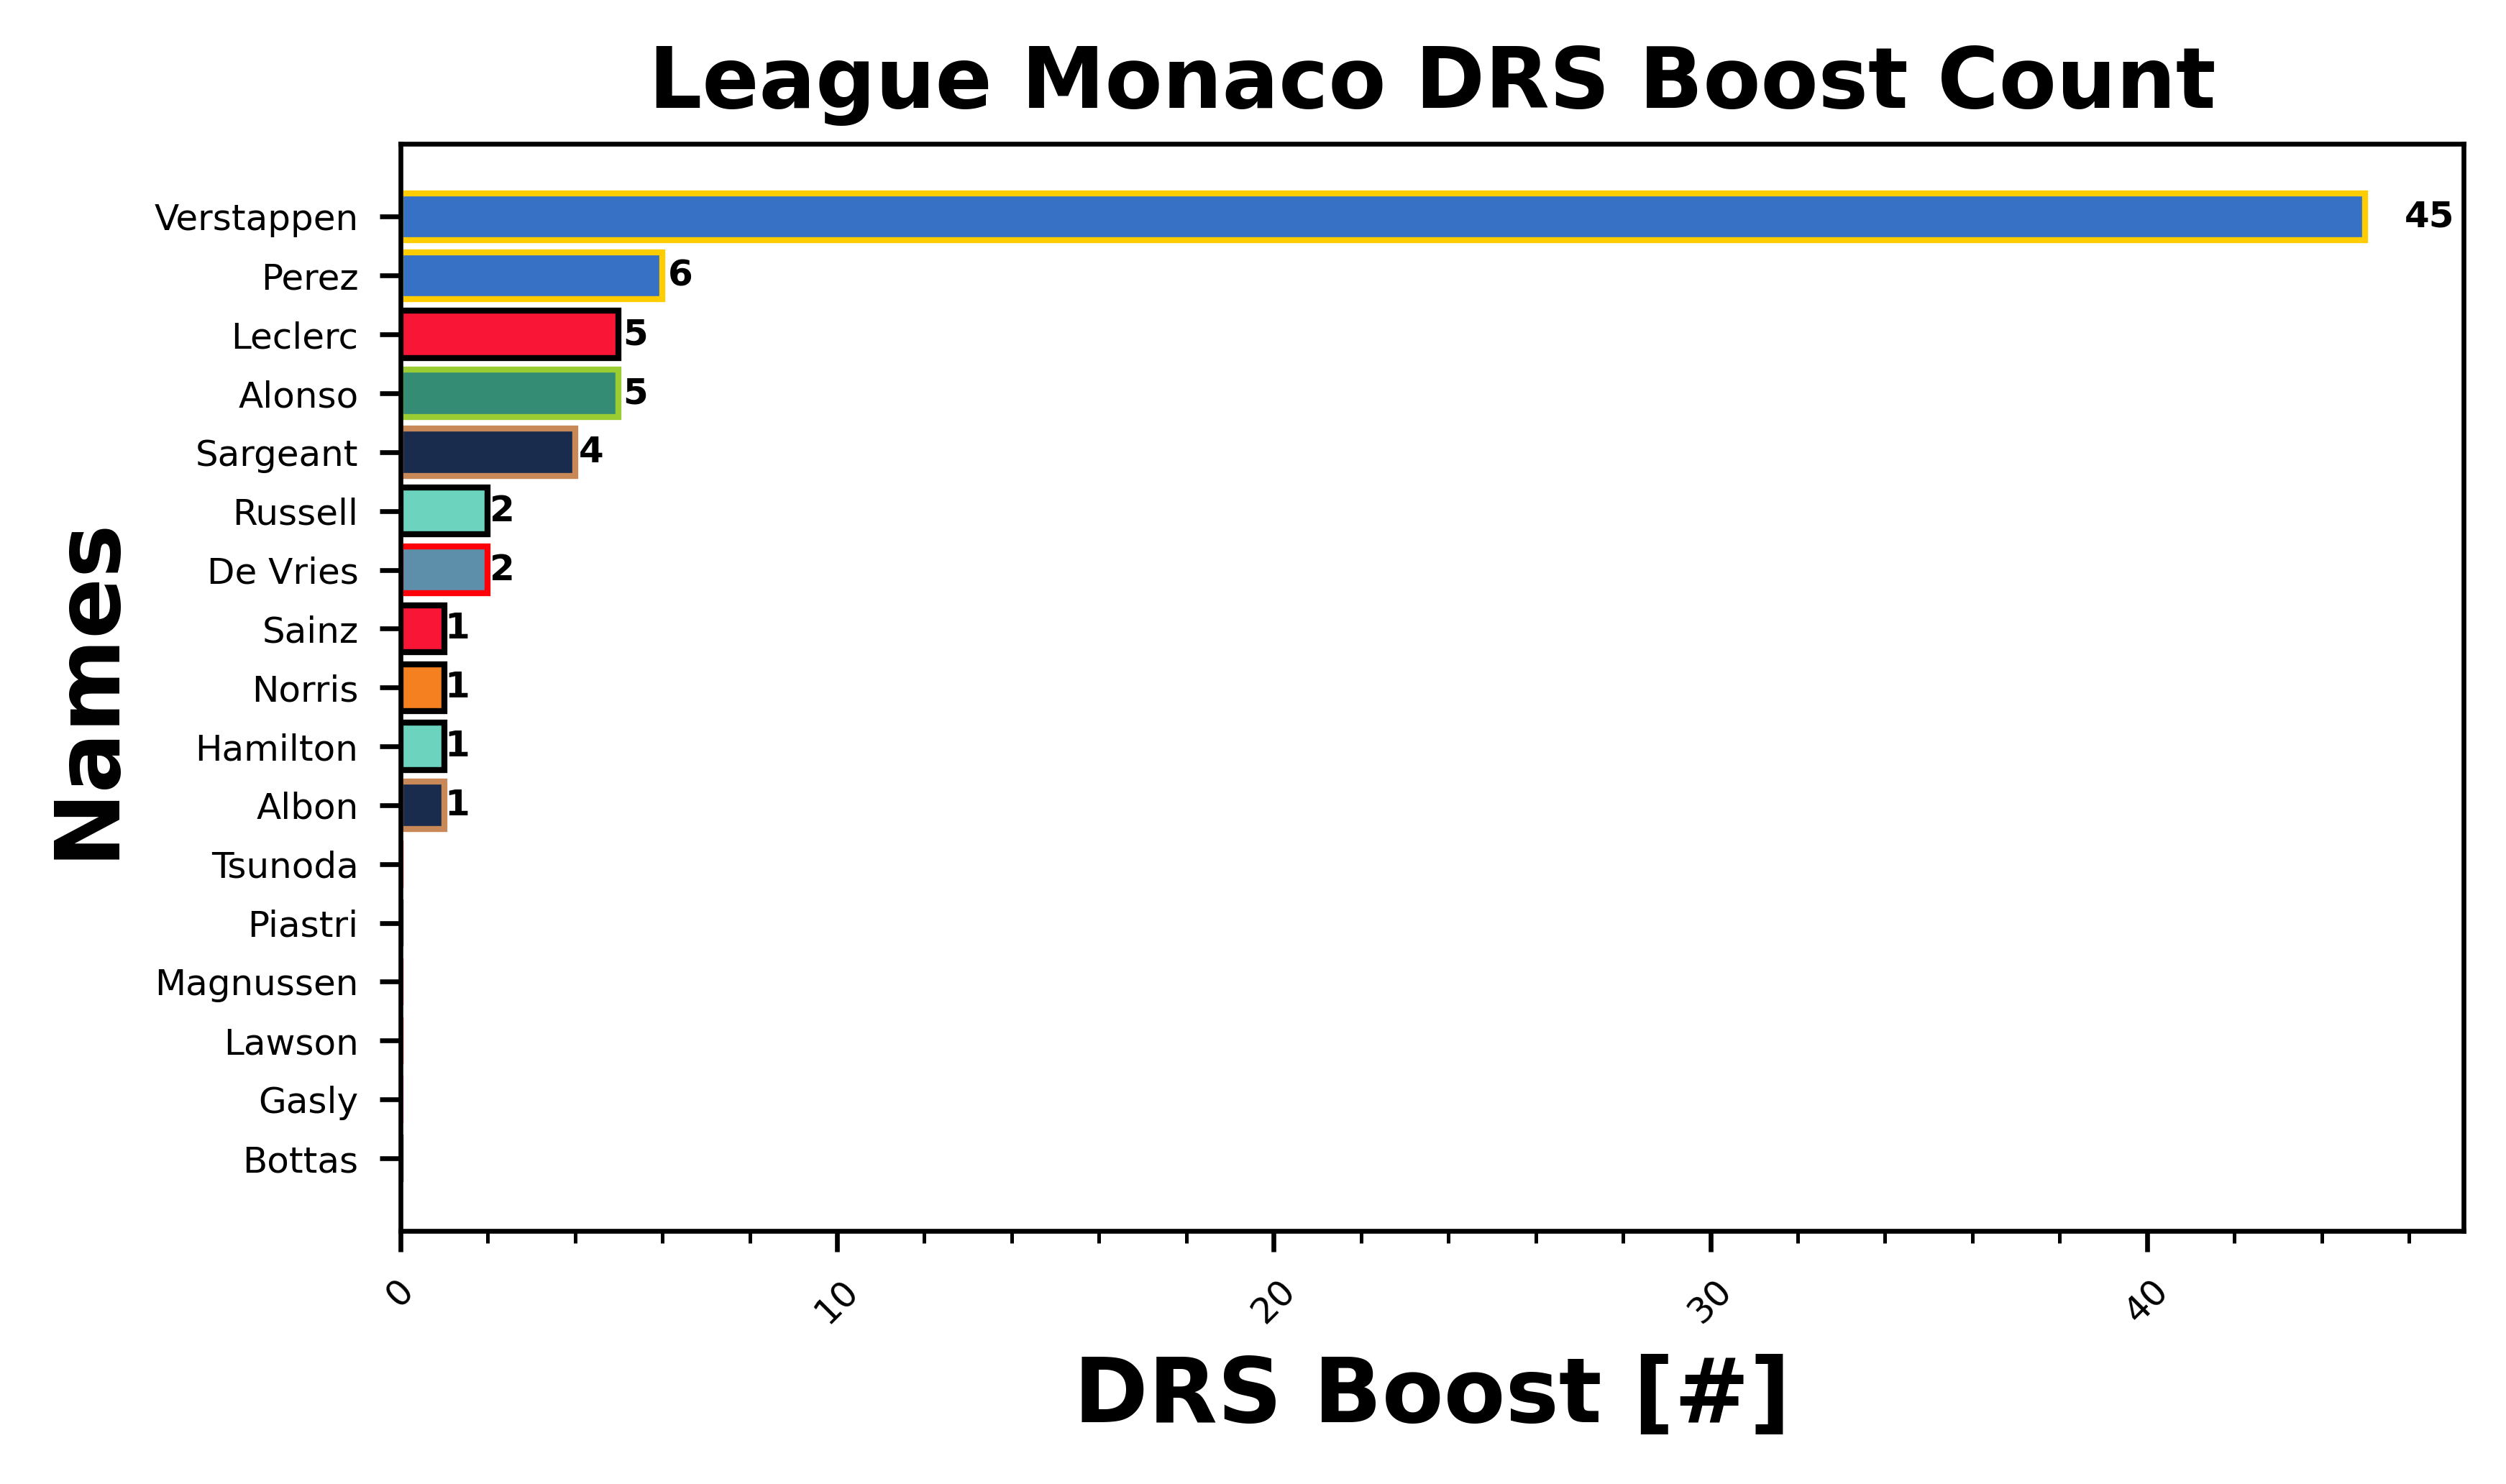 League Monaco DRS Boost Count
Names
Verstappen 45
Perez 6
Leclerc 5
Alonso 5
Sargeant 4
Russell 2
De Vries 2
Sainz 1
Norris 1
Hamilton 1
Albon 1
Tsunoda
Piastri
Magnussen
Lawson
Gasly
Bottas
0 10 20 30 40
DRS Boost [#]